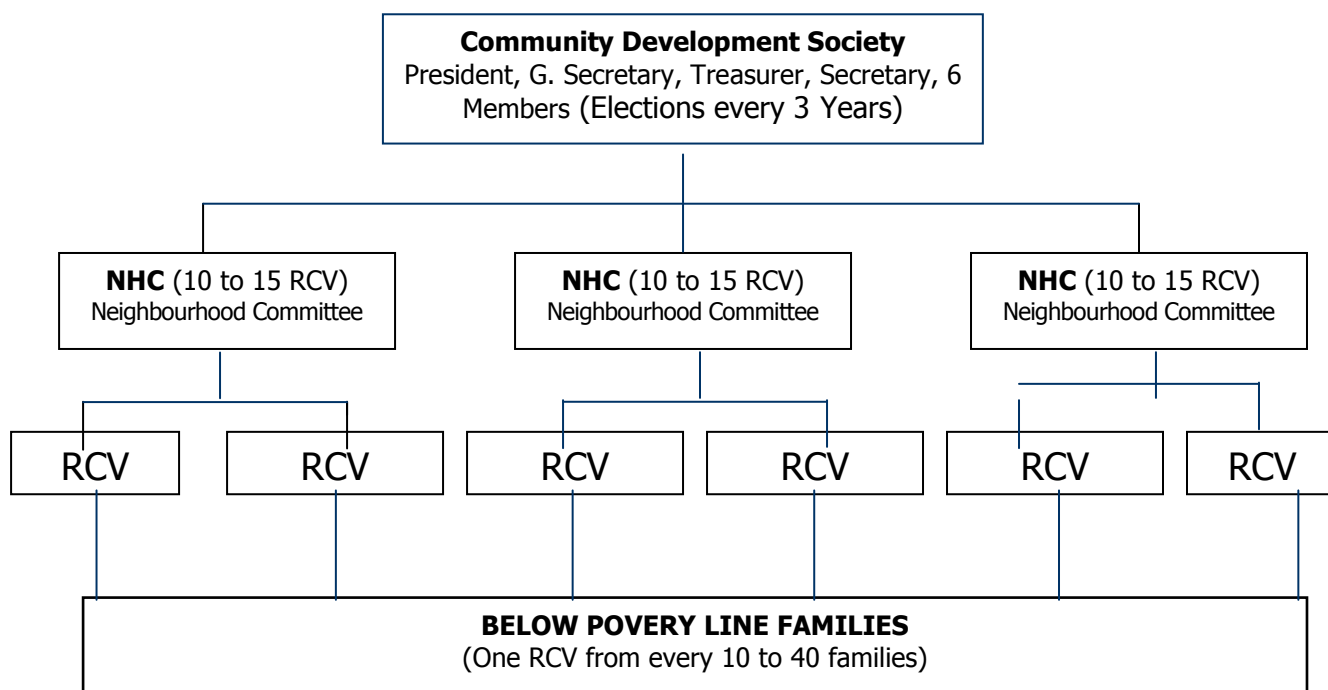 Community Development Society
President, G. Secretary, Treasurer, Secretary, 6
Members (Elections every 3 Years)
NHC (10 to 15 RCV)
Neighbourhood Committee
NHC (10 to 15 RCV)
Neighbourhood Committee
NHC (10 to 15 RCV)
Neighbourhood Committee
RCV
RCV
RCV
RCV
RCV
RCV
BELOW POVERTY LINE FAMILIES
(One RCV from every 10 to 40 families)